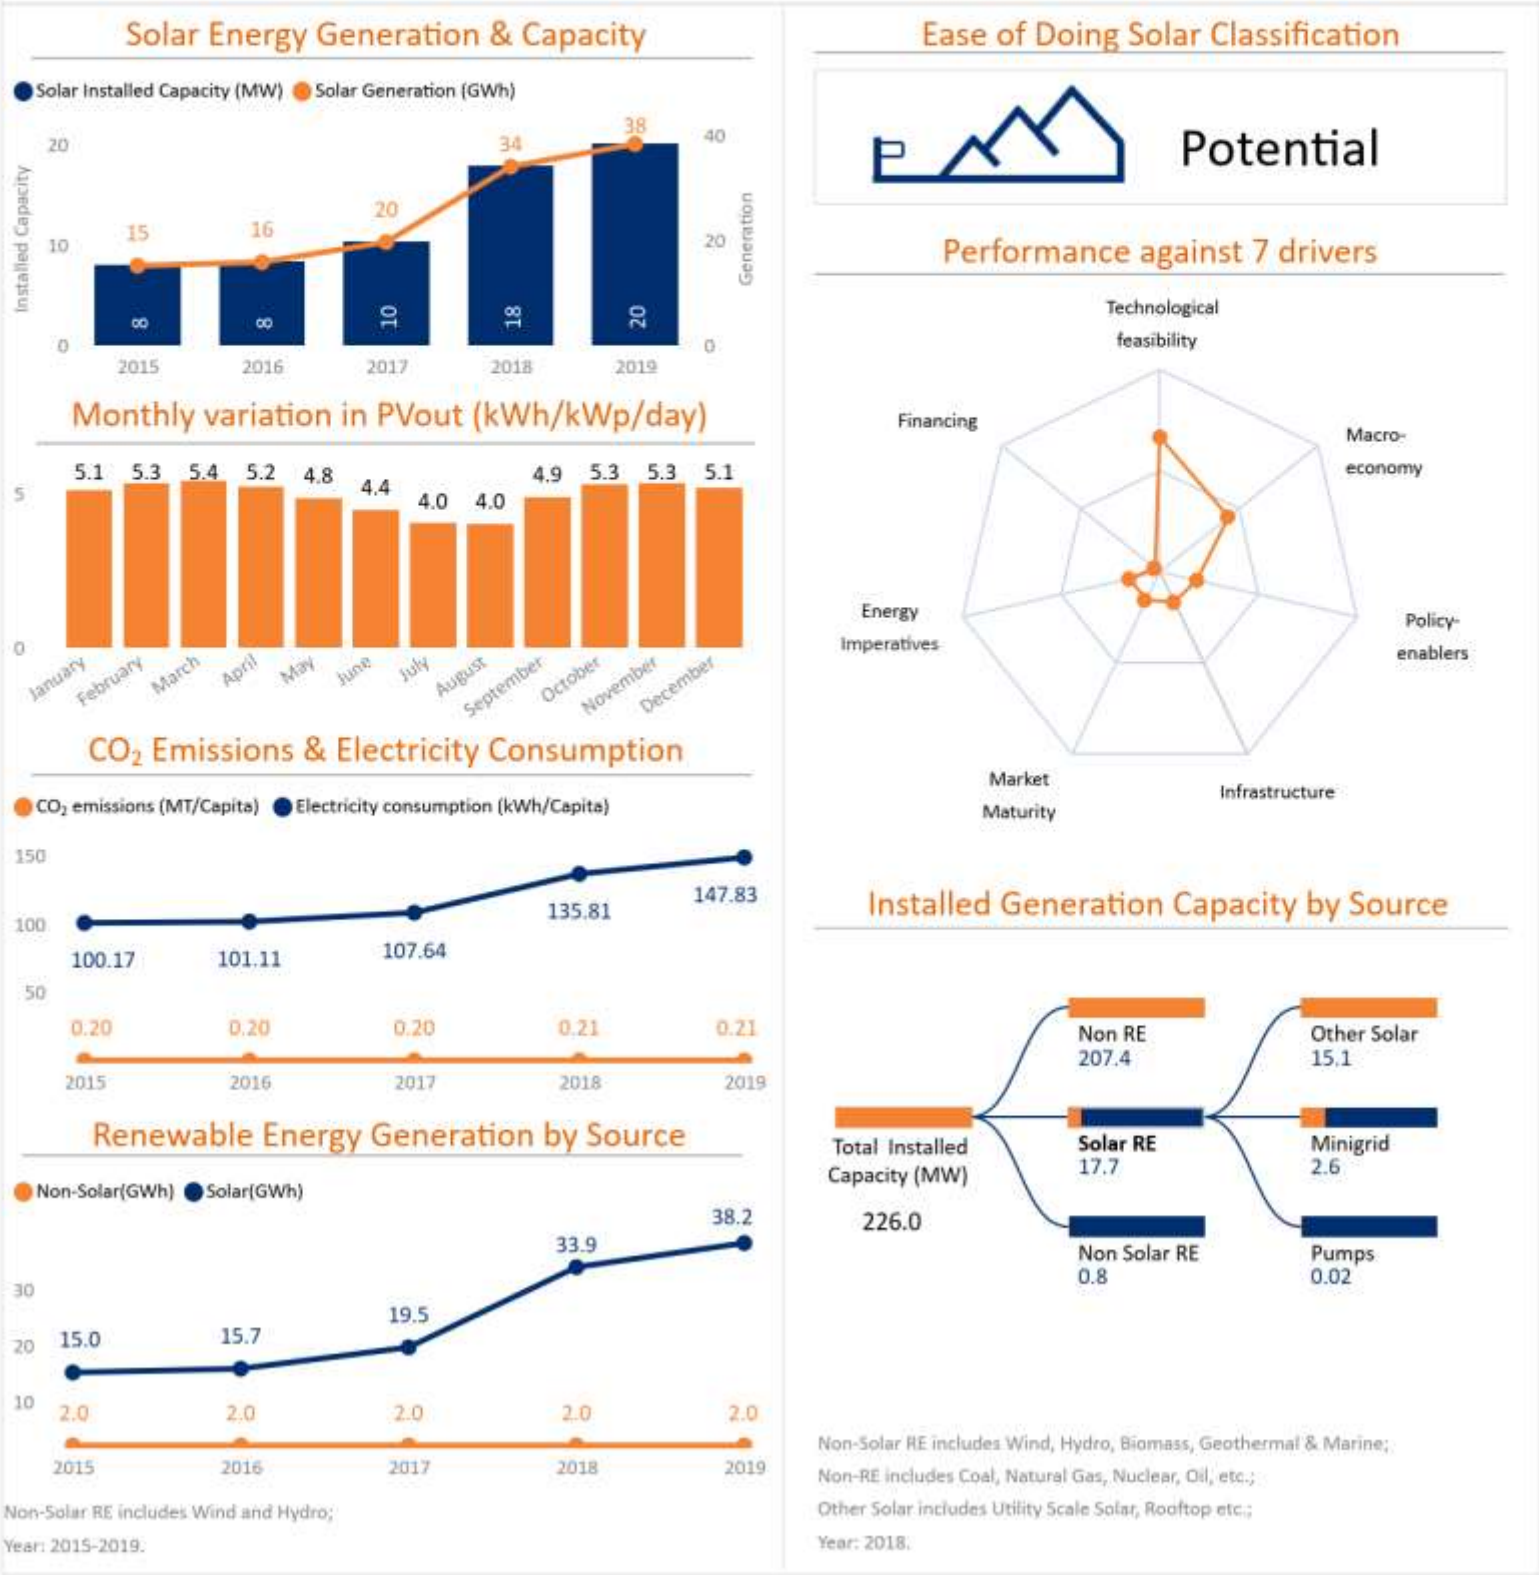 Solar Energy Generation & Capacity
Solar Installed Capacity (MW) Solar Generation (GWh)
Installed Capacity
Generation
20
10
0
40
20
0
15
16
20
34
38
8
8
10
18
20
2015
2016
2017
2018
2019
Monthly variation in PVout (kWh/kWp/day)
5
0
5.1
5.3
5.4
5.2
4.8
4.4
4.0
4.0
4.9
5.3
5.3
5.1
January
February
March
April
May
June
July
August
September
October
November
December
CO₂ Emissions & Electricity Consumption
CO₂ emissions (MT/Capita) Electricity consumption (kWh/Capita)
150
100
50
100.17
101.11
107.64
135.81
147.83
0.20
0.20
0.20
0.21
0.21
2015
2016
2017
2018
2019
Renewable Energy Generation by Source
Non-Solar(GWh) Solar(GWh)
30
20
10
15.0
15.7
19.5
33.9
38.2
2.0
2.0
2.0
2.0
2.0
2015
2016
2017
2018
2019
Non-Solar RE includes Wind and Hydro;
Year: 2015-2019.
Ease of Doing Solar Classification
Potential
Performance against 7 drivers
Technological
feasibility
Macro-
economy
Policy-
enablers
Infrastructure
Market
Maturity
Energy
Imperatives
Financing
Installed Generation Capacity by Source
Total Installed
Capacity (MW)
226.0
Non RE
207.4
Solar RE
17.7
Non Solar RE
0.8
Other Solar
15.1
Minigrid
2.6
Pumps
0.02
Non-Solar RE includes Wind, Hydro, Biomass, Geothermal & Marine;
Non-RE includes Coal, Natural Gas, Nuclear, Oil, etc.;
Other Solar includes Utility Scale Solar, Rooftop etc.;
Year: 2018.